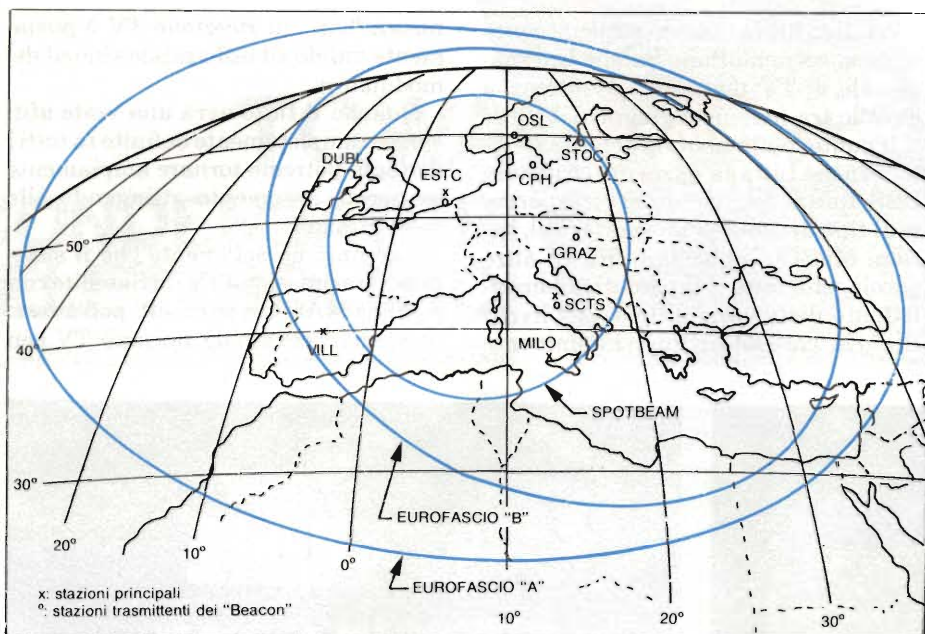 OSL
DUBL
STOC
ESTC
CPH
50°
GRAZ
SCTS
40°
VILL
MILO
SPOTBEAM
30°
EUROFASCIO "B"
20°
10°
0°
EUROFASCIO "A"
10°
20°
30°
x: stazioni principali
o: stazioni trasmittenti dei "Beacon"